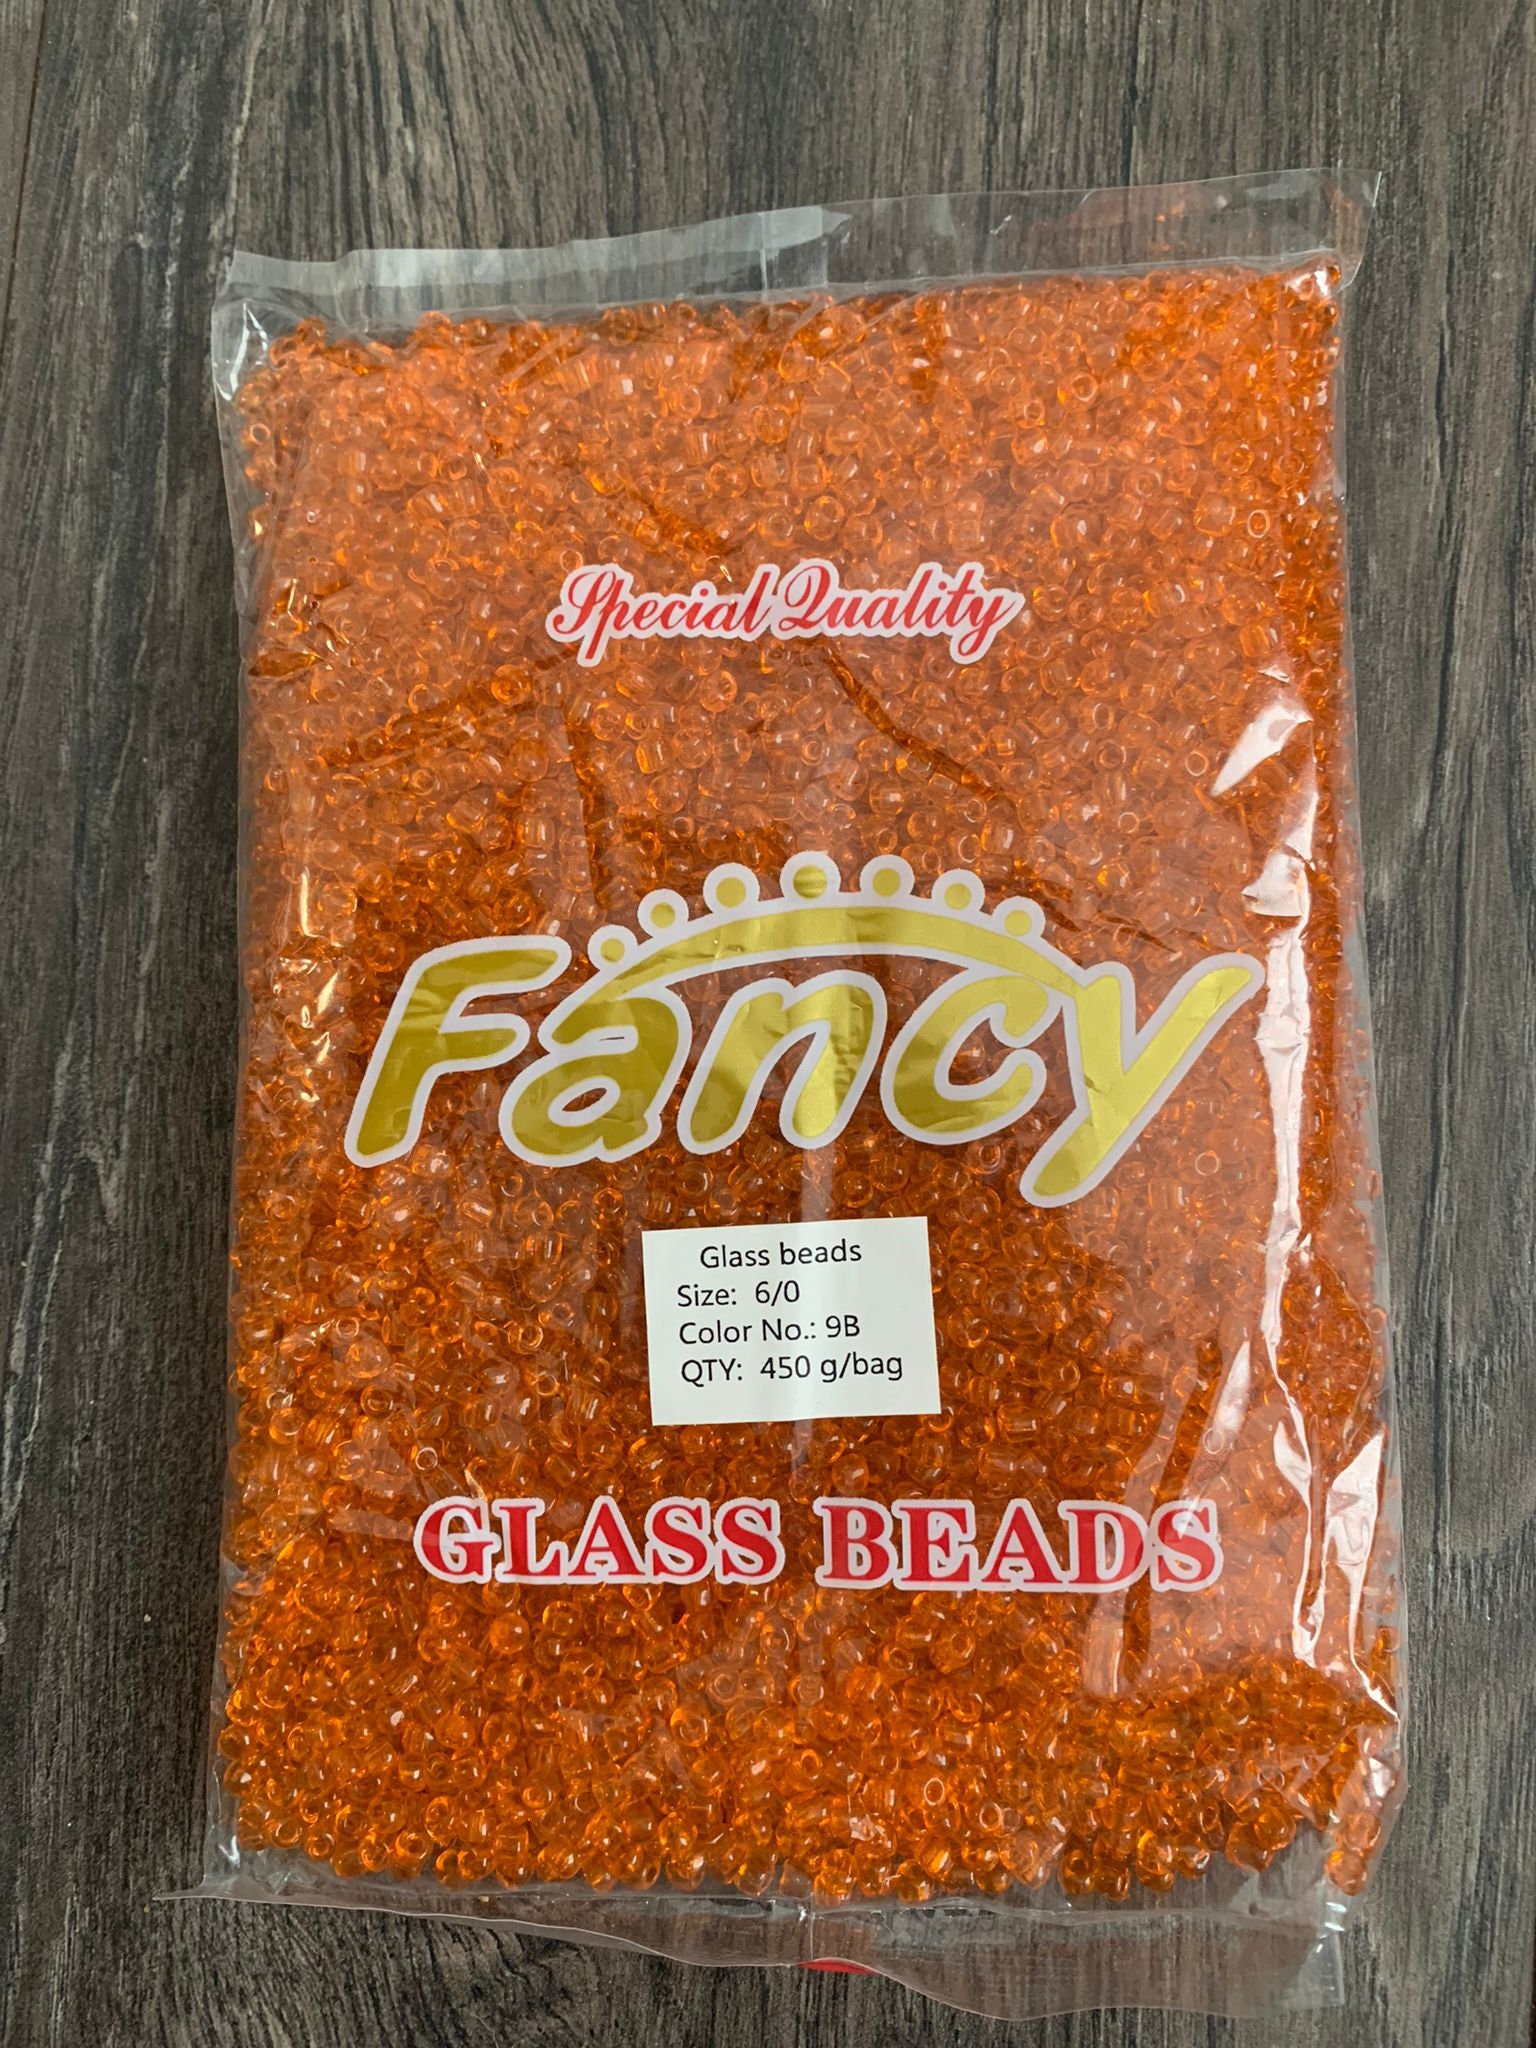 Special Quality
Fancy
Glass beads
Size: 6/0
Color No.: 9B
QTY: 450 g/bag
GLASS BEADS